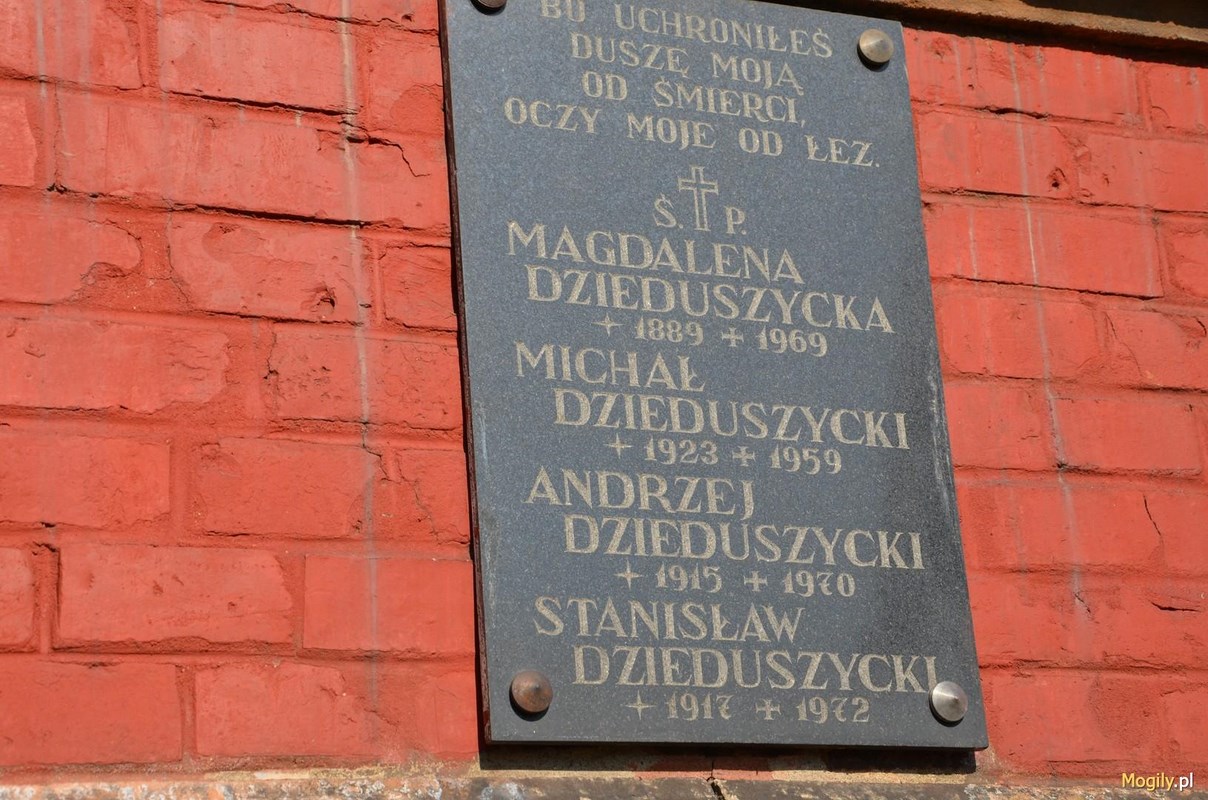 BO UCHRONIŁEŚ
DUSZĘ MOJĄ
OD ŚMIERCI,
OCZY MOJE OD ŁEZ.
Ś. P.
MAGDALENA
DZIEDUSZYCKA
1889 + 1969
MICHAŁ
DZIEDUSZYCKI
1923 + 1959
ANDRZEJ
DZIEDUSZYCKI
1915 + 1970
STANISŁAW
DZIEDUSZYCKI
1917 + 1972
Mogily.pl